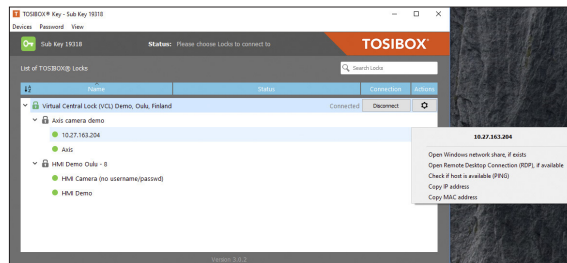 TOSIBOX® Key - Sub Key 19318
Devices Password View
Sub Key 19318 Status: Please choose Locks to connect to TOSIBOX®
List of TOSIBOX® Locks Search Locks
Name Status Connection Actions
Virtual Central Lock (VCL) Demo, Oulu, Finland Connected Disconnect
Axis camera demo
10.27.163.204
Axis
HMI Demo Oulu - 8
HMI Camera (no username/passwd)
HMI Demo
Version 3.0.2
10.27.163.204
Open Windows network share, if exists
Open Remote Desktop Connection (RDP), if available
Check if host is available (PING)
Copy IP address
Copy MAC address